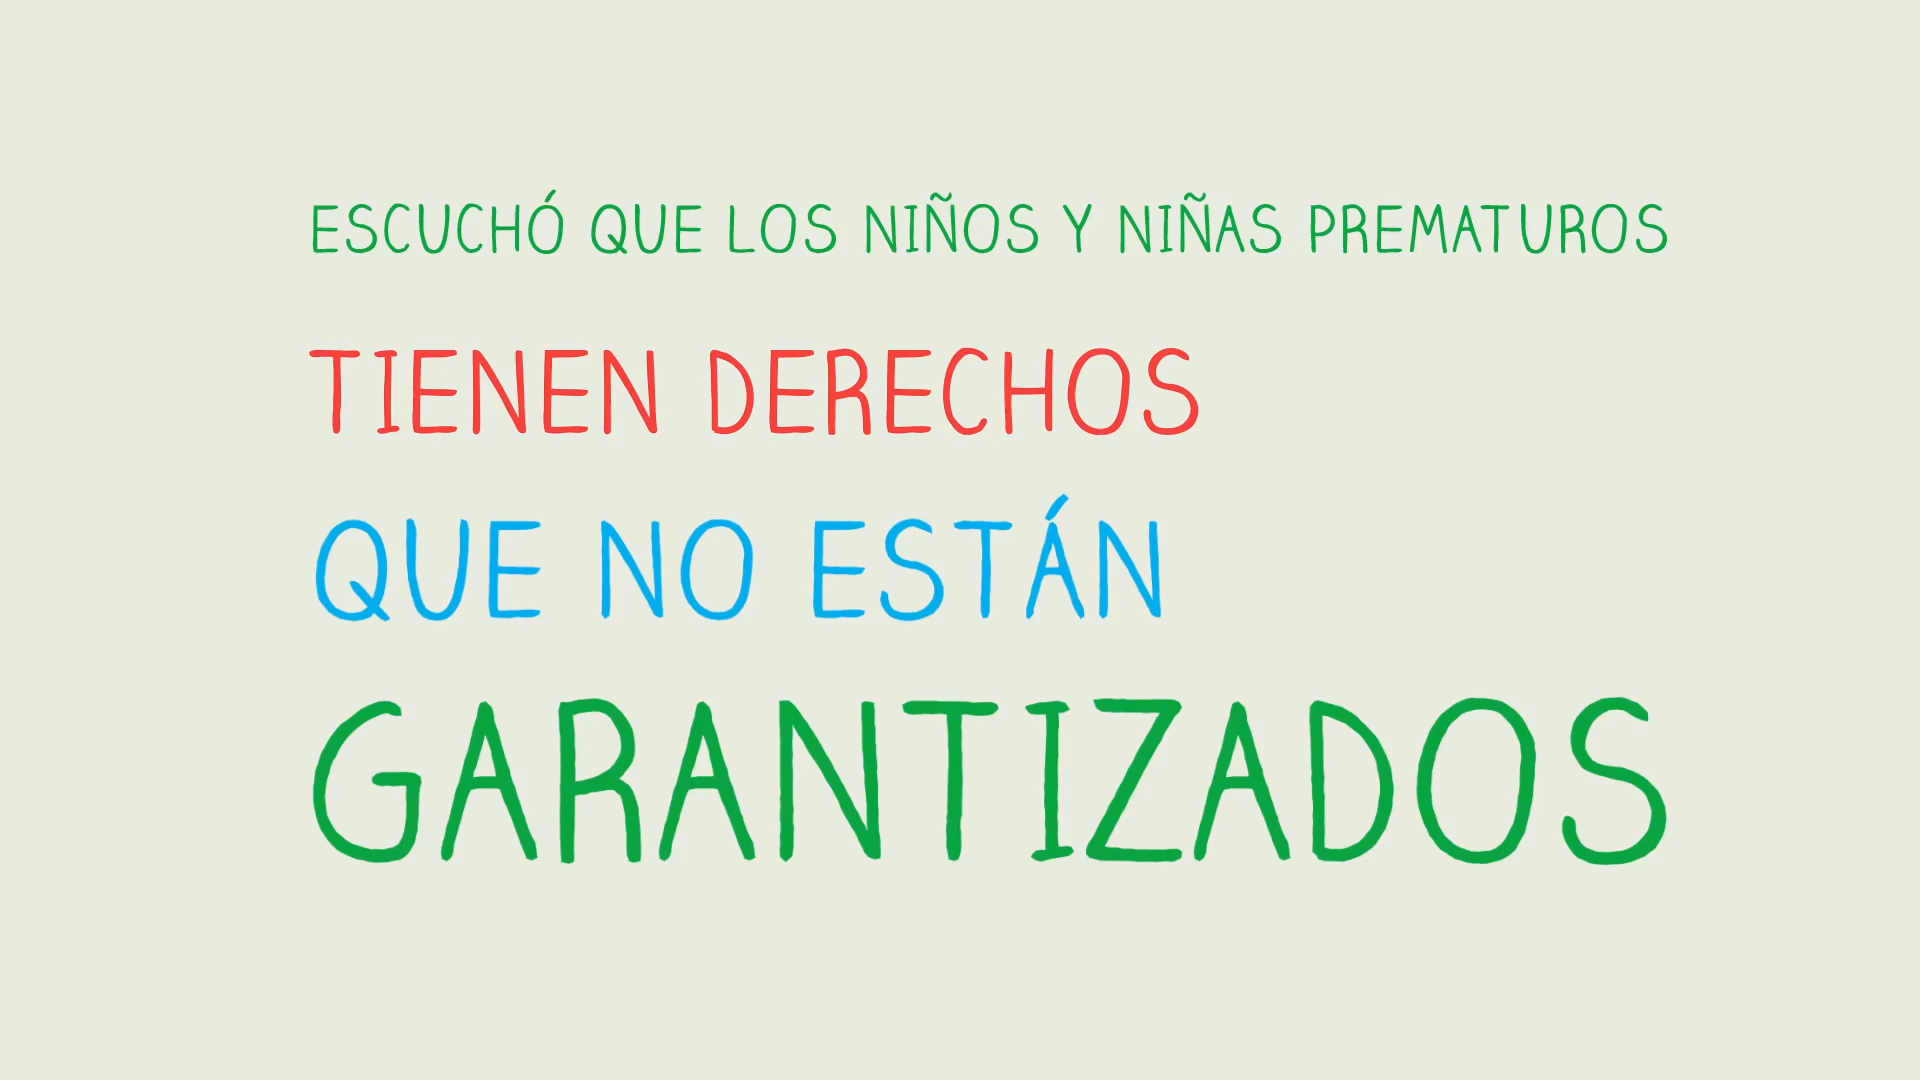 ESCUCHÓ QUE LOS NIÑOS Y NIÑAS PREMATUROS
TIENEN DERECHOS
QUE NO ESTÁN
GARANTIZADOS